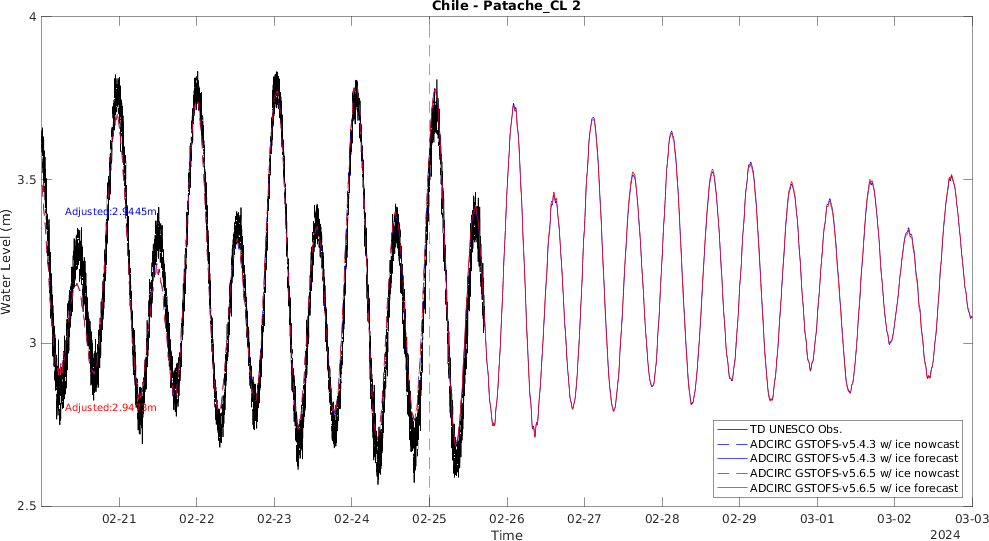 Chile - Patache_CL 2
4
3.5
3
2.5
Water Level (m)
Adjusted:2.9445m
02-21
02-22
02-23
02-24
02-25
02-26
02-27
02-28
02-29
03-01
03-02
03-03
Time
2024
TD UNESCO Obs.
ADCIRC GSTOFS-v5.4.3 w/ ice nowcast
ADCIRC GSTOFS-v5.4.3 w/ ice forecast
ADCIRC GSTOFS-v5.6.5 w/ ice nowcast
ADCIRC GSTOFS-v5.6.5 w/ ice forecast